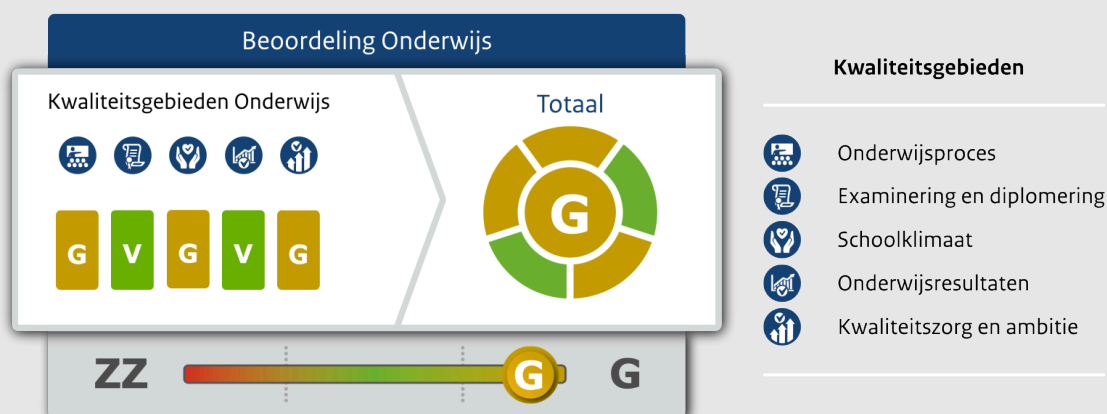 Beoordeling Onderwijs
Kwaliteitsgebieden Onderwijs
G V G V G
Totaal
G
ZZ G G
Kwaliteitsgebieden
Onderwijsproces
Examinering en diplomering
Schoolklimaat
Onderwijsresultaten
Kwaliteitszorg en ambitie